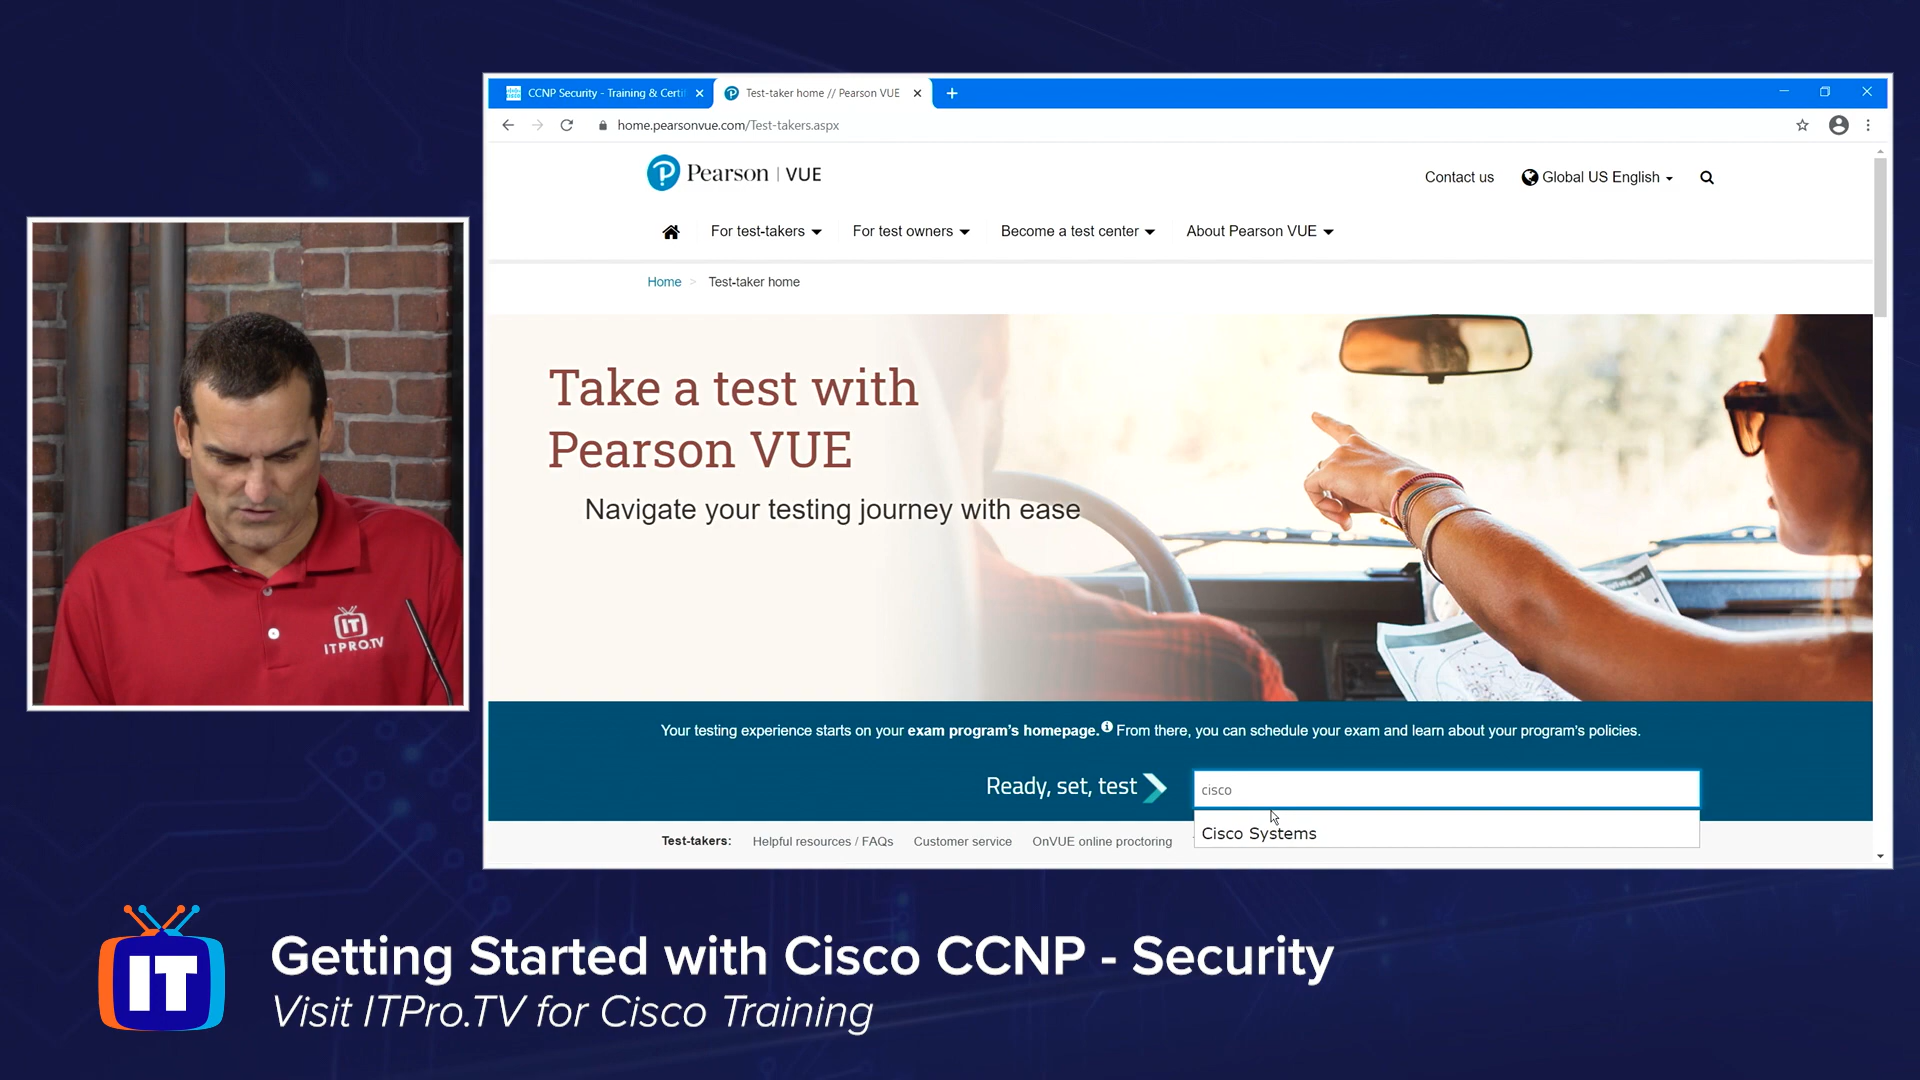 CCNP Security - Training & Certif
Test-taker home // Pearson VUE
home.pearsonvue.com/Test-takers.aspx
Pearson | VUE
Contact us
Global US English
For test-takers
For test owners
Become a test center
About Pearson VUE
Home > Test-taker home
Take a test with
Pearson VUE
Navigate your testing journey with ease
Your testing experience starts on your exam program's homepage. From there, you can schedule your exam and learn about your program's policies.
Ready, set, test
cisco
Cisco Systems
Test-takers: Helpful resources / FAQs Customer service OnVUE online proctoring
IT
ITPRO.TV
IT
Getting Started with Cisco CCNP - Security
Visit ITPro.TV for Cisco Training